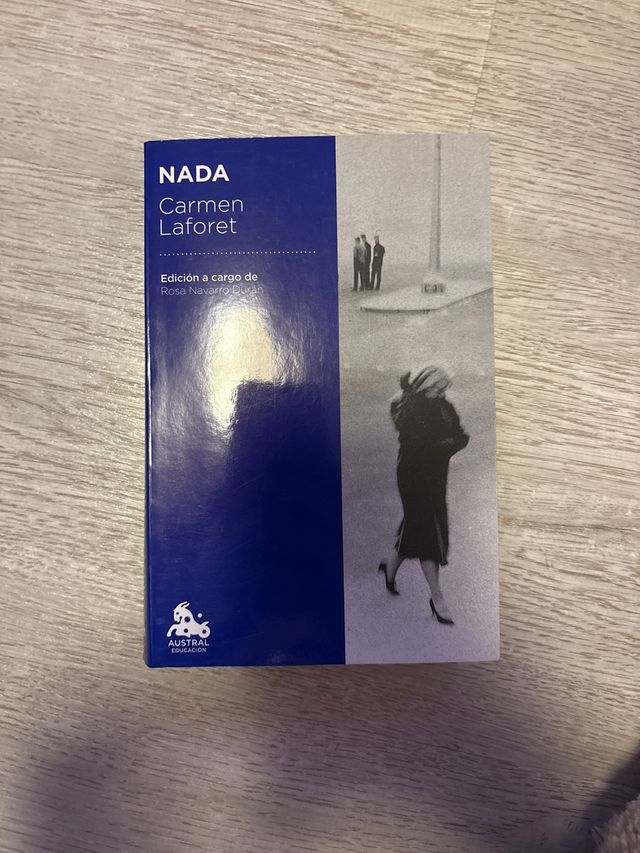 NADA
Carmen
Laforet
Edición a cargo de
Rosa Navarro Durán
AUSTRAL
EDUCACIÓN